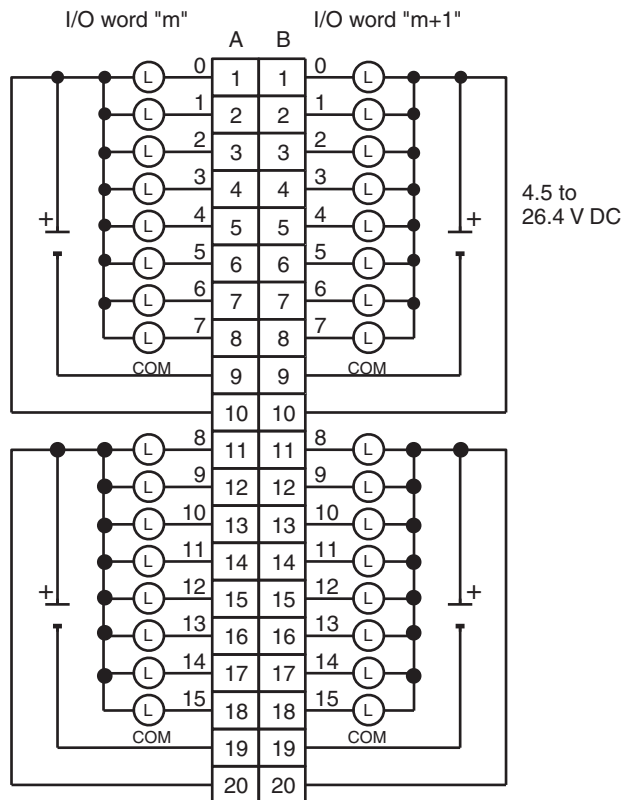 I/O word "m" I/O word "m+1"
A B
0 1 1 0
L L
1 2 2 1
L L
2 3 3 2
L L
3 4 4 3
L L
4.5 to
26.4 V DC
4 5 5 4
+ L L +
5 6 6 5
L L
6 7 7 6
L L
7 8 8 7
L L
COM 9 9 COM
10 10
8 11 11 8
L L
9 12 12 9
L L
10 13 13 10
L L
11 14 14 11
L L
12 15 15 12
+ L L +
13 16 16 13
L L
14 17 17 14
L L
15 18 18 15
L L
COM 19 19 COM
20 20